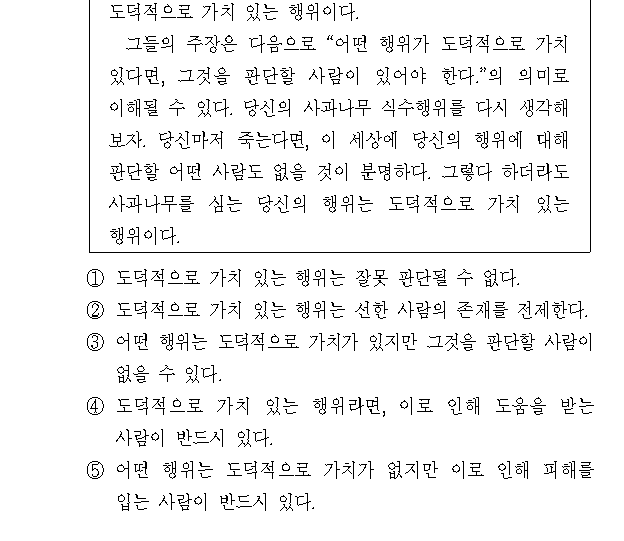 도덕적으로 가치 있는 행위이다.
그들의 주장은 다음으로 “어떤 행위가 도덕적으로 가치
있다면, 그것을 판단할 사람이 있어야 한다.”의 의미로
이해될 수 있다. 당신의 사과나무 식수행위를 다시 생각해
보자. 당신마저 죽는다면, 이 세상에 당신의 행위에 대해
판단할 어떤 사람도 없을 것이 분명하다. 그렇다 하더라도
사과나무를 심는 당신의 행위는 도덕적으로 가치 있는
행위이다.
① 도덕적으로 가치 있는 행위는 잘못 판단될 수 없다.
② 도덕적으로 가치 있는 행위는 선한 사람의 존재를 전제한다.
③ 어떤 행위는 도덕적으로 가치가 있지만 그것을 판단할 사람이
없을 수 있다.
④ 도덕적으로 가치 있는 행위라면, 이로 인해 도움을 받는
사람이 반드시 있다.
⑤ 어떤 행위는 도덕적으로 가치가 없지만 이로 인해 피해를
입는 사람이 반드시 있다.